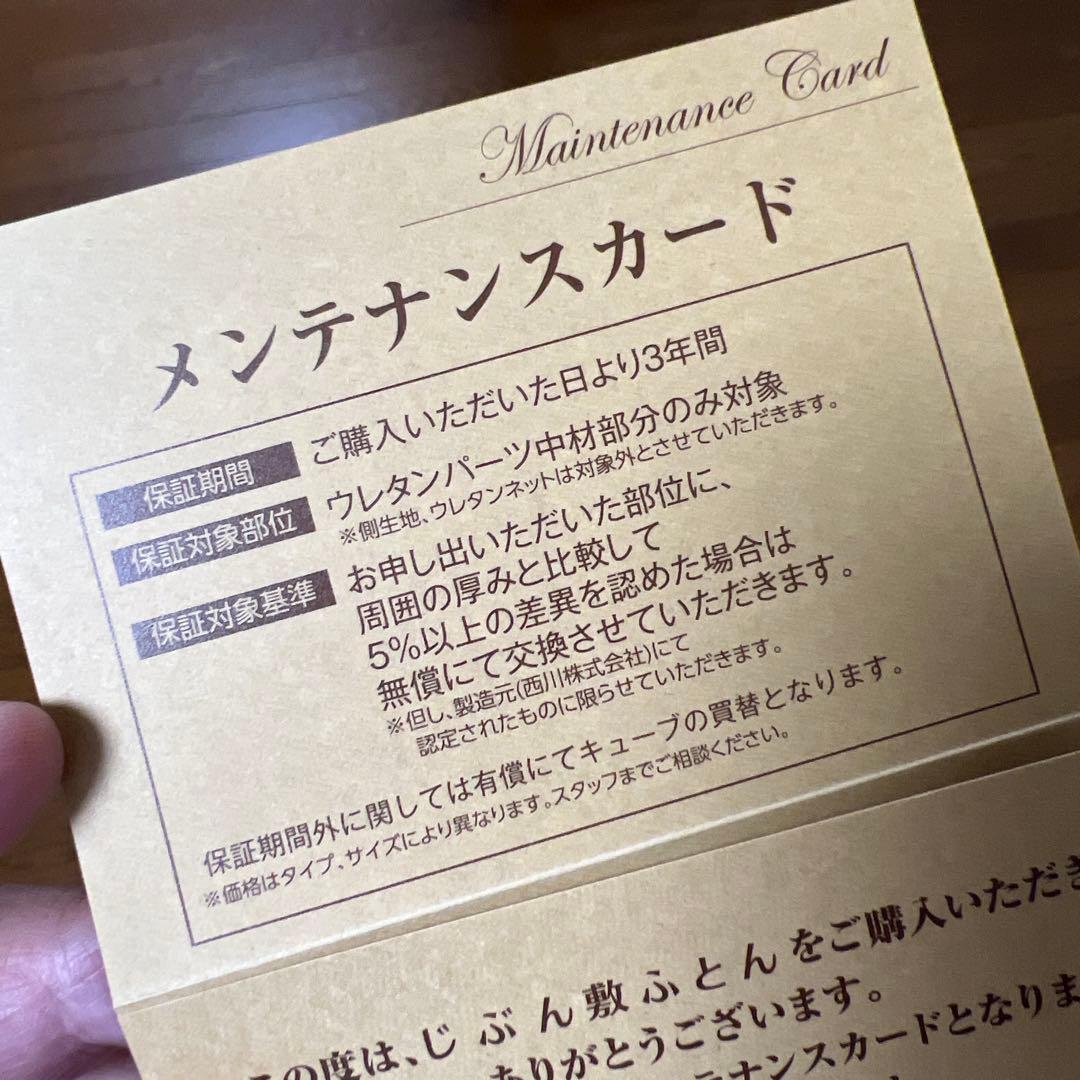 Maintenance Card
メンテナンスカード
保証期間 ご購入いただいた日より3年間
保証対象部位 ウレタンパーツ中材部分のみ対象
※側生地、ウレタンネットは対象外とさせていただきます。
保証対象基準 お申し出いただいた部位に、
周囲の厚みと比較して
5%以上の差異を認めた場合は
無償にて交換させていただきます。
※但し、製造元(西川株式会社)にて
認定されたものに限らせていただきます。
保証期間外に関しては有償にてキューブの買替となります。
※価格はタイプ、サイズにより異なります。スタッフまでご相談ください。
の度は、じぶん敷ふとんをご購入いただき
ありがとうございます。
テナンスカードとなりま